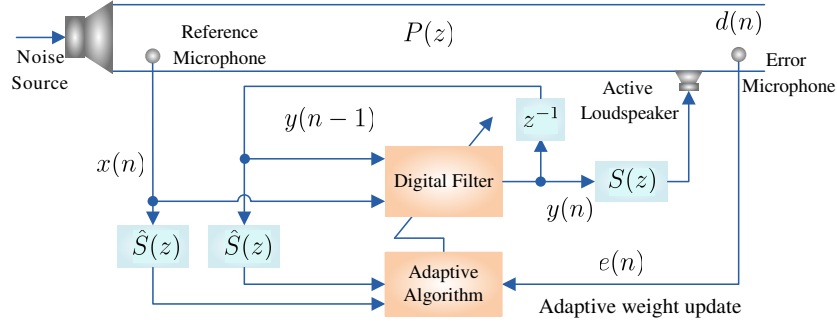 P(z)
d(n)
Noise
Source
Reference
Microphone
Error
Microphone
Active
Loudspeaker
x(n)
y(n − 1)
z⁻¹
Digital Filter
S(z)
y(n)
Ŝ(z)
Ŝ(z)
Adaptive
Algorithm
e(n)
Adaptive weight update